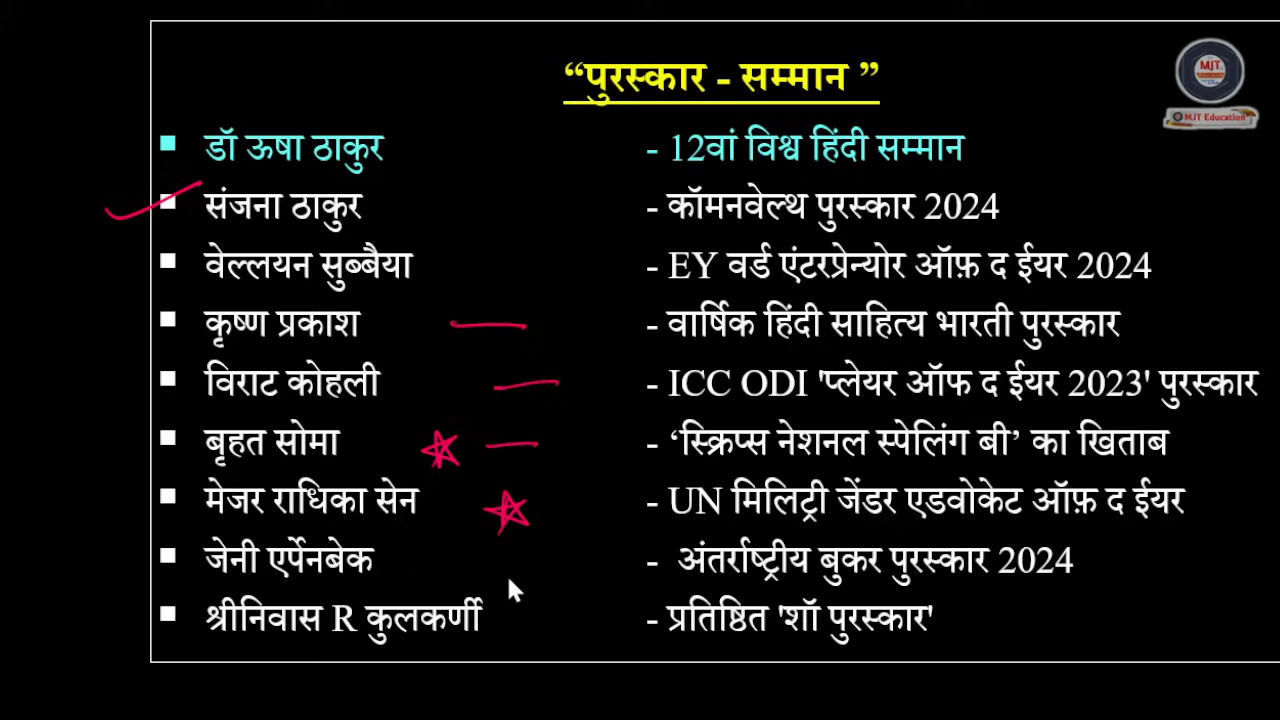 “पुरस्कार - सम्मान ”
MJT
MJT Education
▪ डॉ ऊषा ठाकुर - 12वां विश्व हिंदी सम्मान
▪ संजना ठाकुर - कॉमनवेल्थ पुरस्कार 2024
▪ वेल्लयन सुब्बैया - EY वर्ड एंटरप्रेन्योर ऑफ़ द ईयर 2024
▪ कृष्ण प्रकाश - वार्षिक हिंदी साहित्य भारती पुरस्कार
▪ विराट कोहली - ICC ODI 'प्लेयर ऑफ द ईयर 2023' पुरस्कार
▪ बृहत सोमा - ‘स्क्रिप्स नेशनल स्पेलिंग बी’ का खिताब
▪ मेजर राधिका सेन - UN मिलिट्री जेंडर एडवोकेट ऑफ़ द ईयर
▪ जेनी एर्पेनबेक - अंतर्राष्ट्रीय बुकर पुरस्कार 2024
▪ श्रीनिवास R कुलकर्णी - प्रतिष्ठित 'शॉ पुरस्कार'